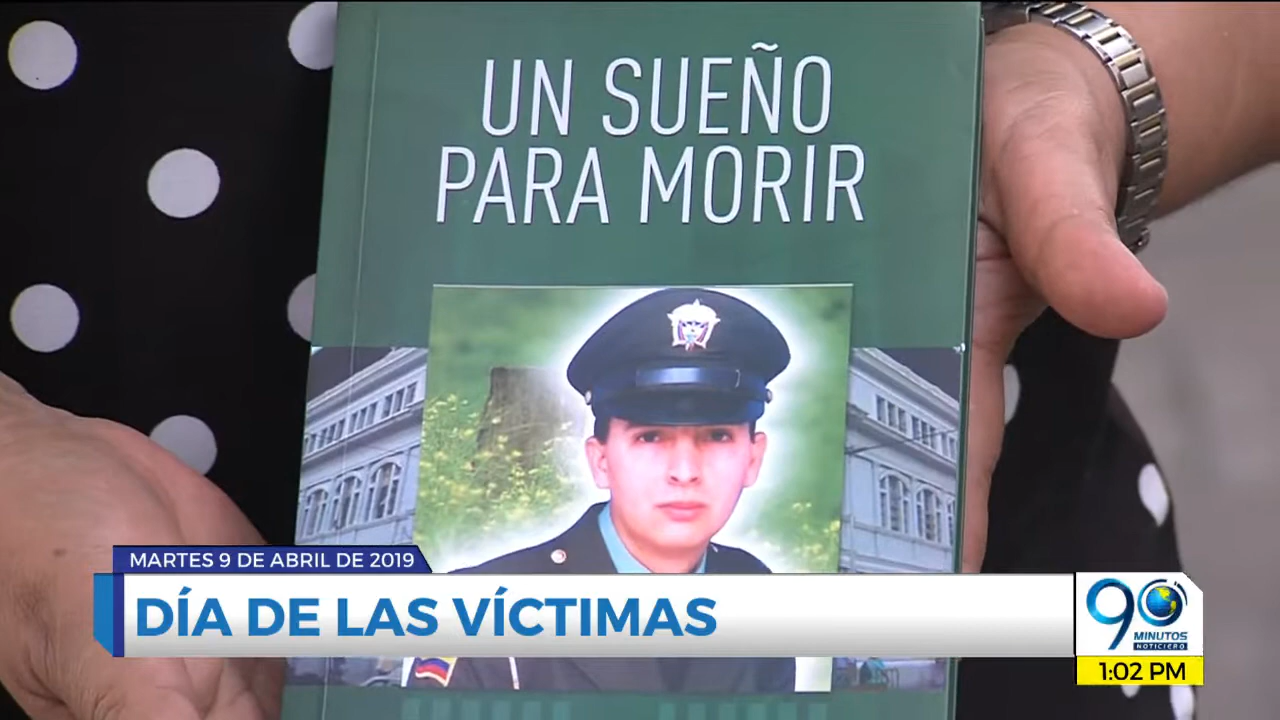 UN SUEÑO
PARA MORIR
MARTES 9 DE ABRIL DE 2019
DÍA DE LAS VÍCTIMAS
90
MINUTOS
NOTICIERO
1:02 PM